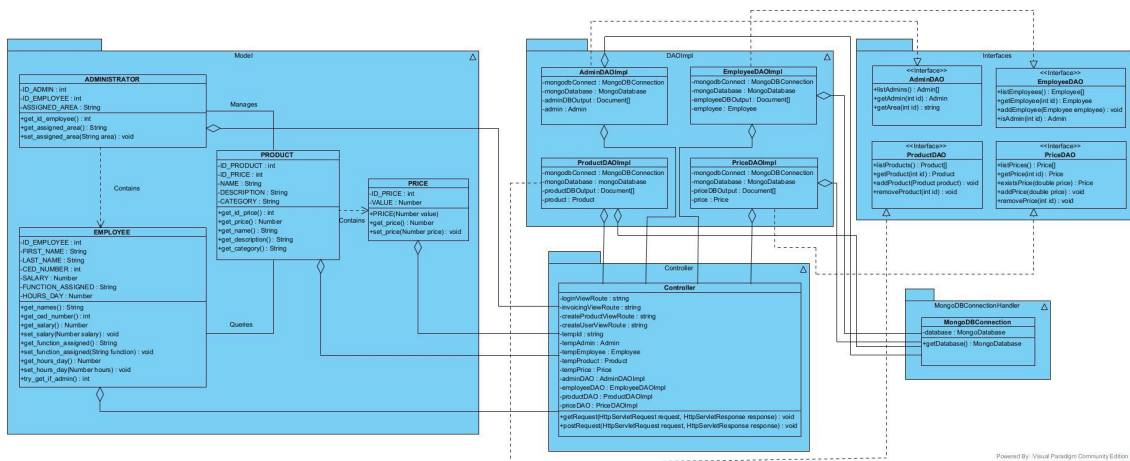 Model
ADMINISTRATOR
-ID_ADMIN : int
-ID_EMPLOYEE : int
-ASSIGNED_AREA : String
+get_id_employee() : int
+get_assigned_area() : String
+set_assigned_area(String area) : void
Manages
Contains
PRODUCT
-ID_PRODUCT : int
-ID_PRICE : int
-NAME : String
-DESCRIPTION : String
-CATEGORY : String
+get_id_price() : int
+get_price() : Number
+get_name() : String
+get_description() : String
+get_category() : String
Contains
PRICE
-ID_PRICE : int
-VALUE : Number
+PRICE(Number value)
+get_price() : Number
+set_price(Number price) : void
EMPLOYEE
-ID_EMPLOYEE : int
-FIRST_NAME : String
-LAST_NAME : String
-CED_NUMBER : int
-SALARY : Number
-FUNCTION_ASSIGNED : String
-HOURS_DAY : Number
+get_names() : String
+get_ced_number() : int
+get_salary() : Number
+set_salary(Number salary) : void
+get_function_assigned() : String
+set_function_assigned(String function) : void
+get_hours_day() : Number
+set_hours_day(Number hours) : void
+try_get_if_admin() : int
Queries
DAOImpl
AdminDAOImpl
-mongodbConnect : MongoDBConnection
-mongoDatabase : MongoDatabase
-adminDBOutput : Document[]
-admin : Admin
EmployeeDAOImpl
-mongodbConnect : MongoDBConnection
-mongoDatabase : MongoDatabase
-employeeDBOutput : Document[]
-employee : Employee
ProductDAOImpl
-mongodbConnect : MongoDBConnection
-mongoDatabase : mongoDatabase
-productDBOutput : Document[]
-product : Product
PriceDAOImpl
-mongodbConnect : MongoDBConnection
-mongoDatabase : MongoDatabase
-priceDBOutput : Document[]
-price : Price
Interfaces
<<Interface>>
AdminDAO
+listAdmins() : Admin[]
+getAdmin(int id) : Admin
+getArea(int id) : string
<<Interface>>
EmployeeDAO
+listEmployees() : Employee[]
+getEmployee(int id) : Employee
+addEmployee(Employee employee) : void
+isAdmin(int id) : Admin
<<Interface>>
ProductDAO
+listProducts() : Product[]
+getProduct(int id) : Product
+addProduct(Product product) : void
+removeProduct(int id) : void
<<Interface>>
PriceDAO
+listPrices() : Price[]
+getPrice(int id) : Price
+existsPrice(double price) : Price
+addPrice(double price) : void
+removePrice(int id) : void
Controller
Controller
-loginViewRoute : string
-invoicingViewRoute : string
-createProductViewRoute : string
-createUserViewRoute : string
-tempId : string
-tempAdmin : Admin
-tempEmployee : Employee
-tempProduct : Product
-tempPrice : Price
-adminDAO : AdminDAOImpl
-employeeDAO : EmployeeDAOImpl
-productDAO : ProductDAOImpl
-priceDAO : PriceDAOImpl
+getRequest(HttpServletRequest request, HttpServletResponse response) : void
+postRequest(HttpServletRequest request, HttpServletResponse response) : void
MongoDBConnectionHandler
MongoDBConnection
-database : MongoDatabase
+getDatabase() : MongoDatabase
Powered By: Visual Paradigm Community Edition